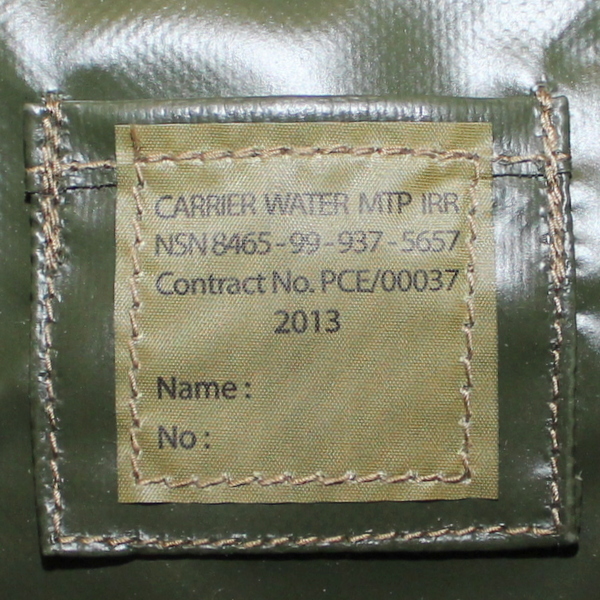 CARRIER WATER MTP IRR
NSN 8465-99-937-5657
Contract No. PCE/00037
2013
Name :
No :